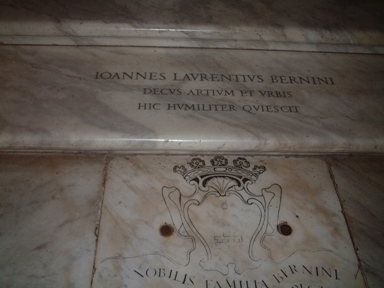 IOANNES LAVRENTIVS BERNINI
DECVS ARTIVM ET VRBIS
HIC HVMILITER QVIESCIT
NOBILIS FAMILIA BERNINI